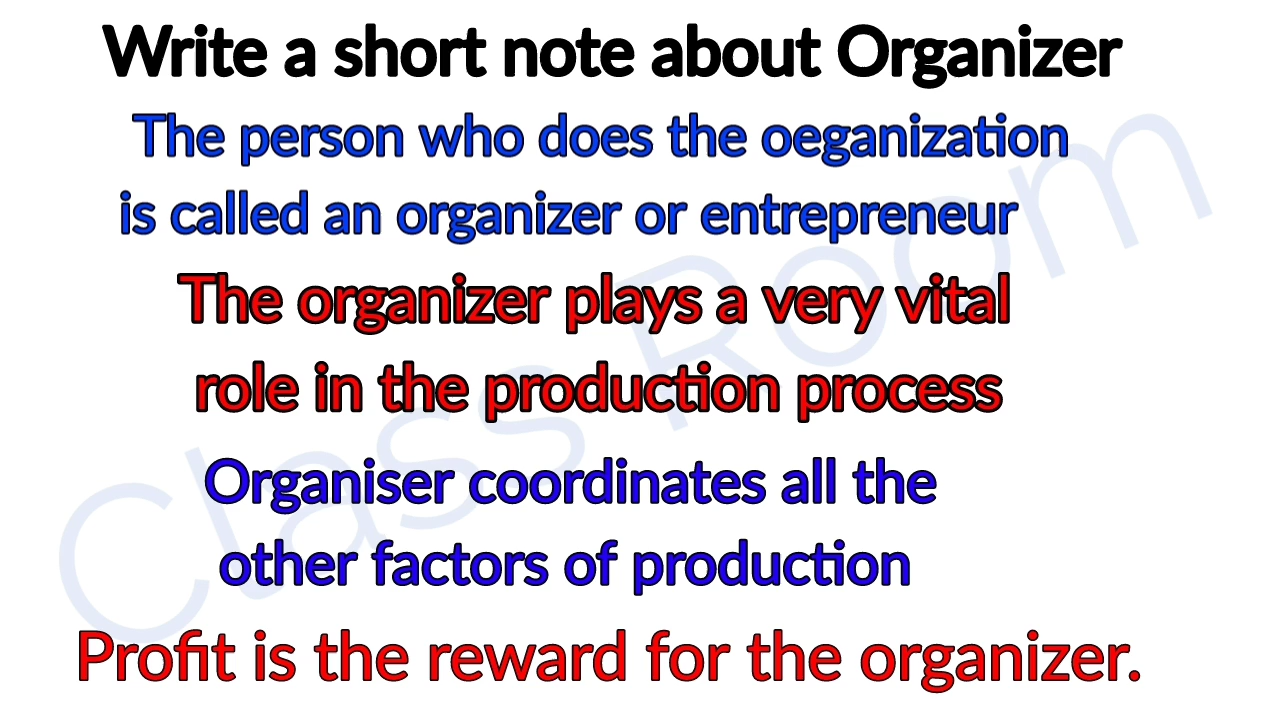 Write a short note about Organizer
The person who does the oeganization
is called an organizer or entrepreneur
The organizer plays a very vital
role in the production process
Organiser coordinates all the
other factors of production
Profit is the reward for the organizer.
Class Room